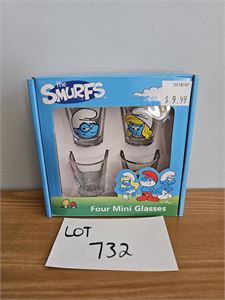 the
SMURFS
$ 9.99
Four Mini Glasses
LOT
732